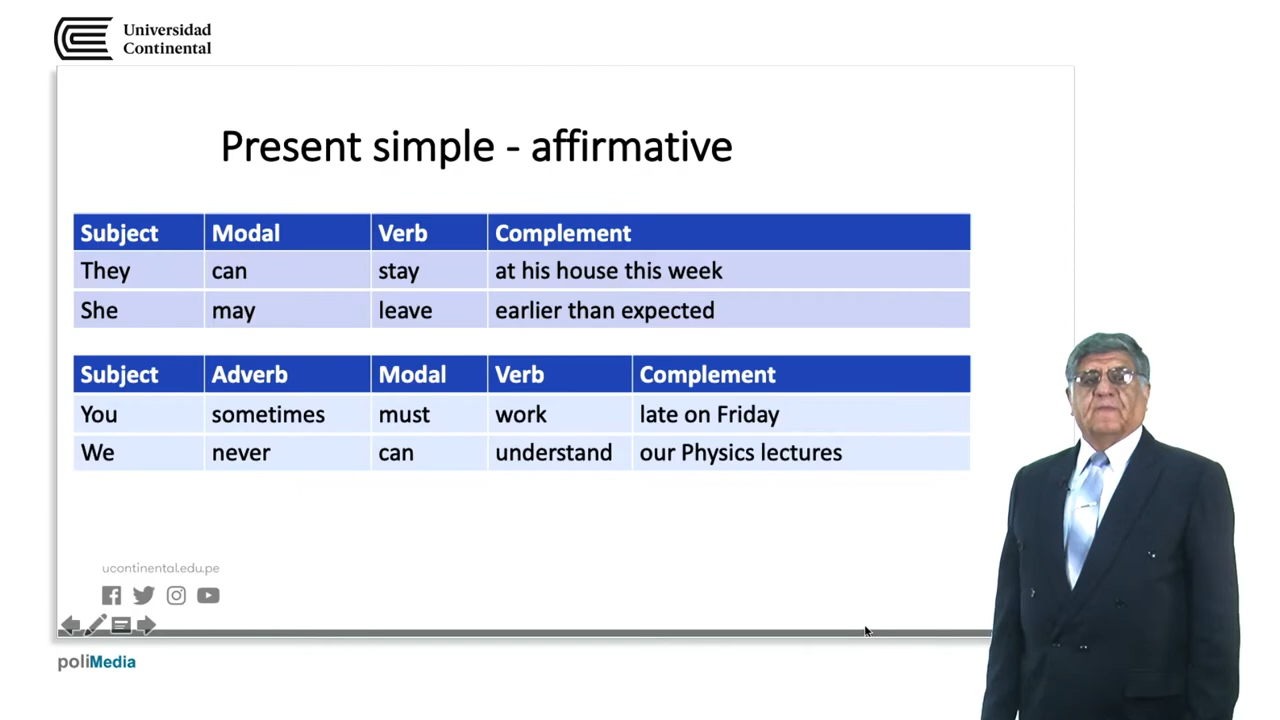 Universidad
Continental
Present simple - affirmative
Subject Modal Verb Complement
They can stay at his house this week
She may leave earlier than expected
Subject Adverb Modal Verb Complement
You sometimes must work late on Friday
We never can understand our Physics lectures
ucontinental.edu.pe
poliMedia